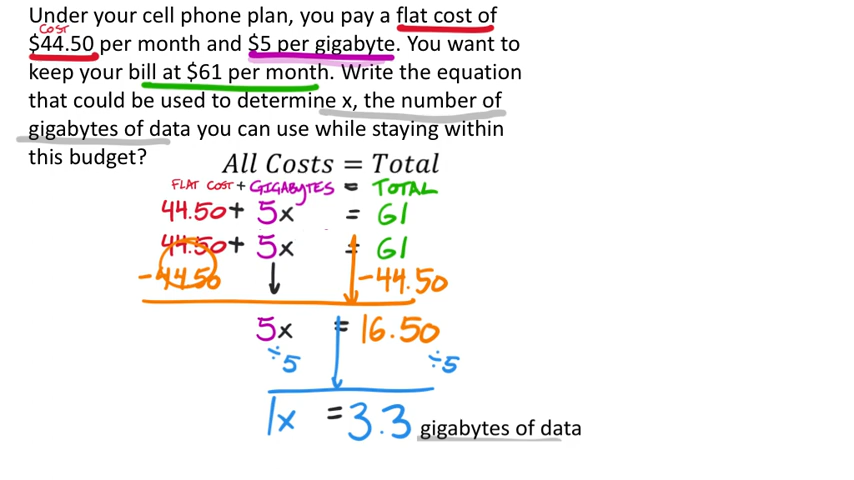 Under your cell phone plan, you pay a flat cost of
cost
$44.50 per month and $5 per gigabyte. You want to
keep your bill at $61 per month. Write the equation
that could be used to determine x, the number of
gigabytes of data you can use while staying within
this budget?
All Costs = Total
FLAT COST + GIGABYTES = TOTAL
44.50 + 5x = 61
44.50 + 5x = 61
-44.50 -44.50
5x = 16.50
÷5 ÷5
1x = 3.3 gigabytes of data